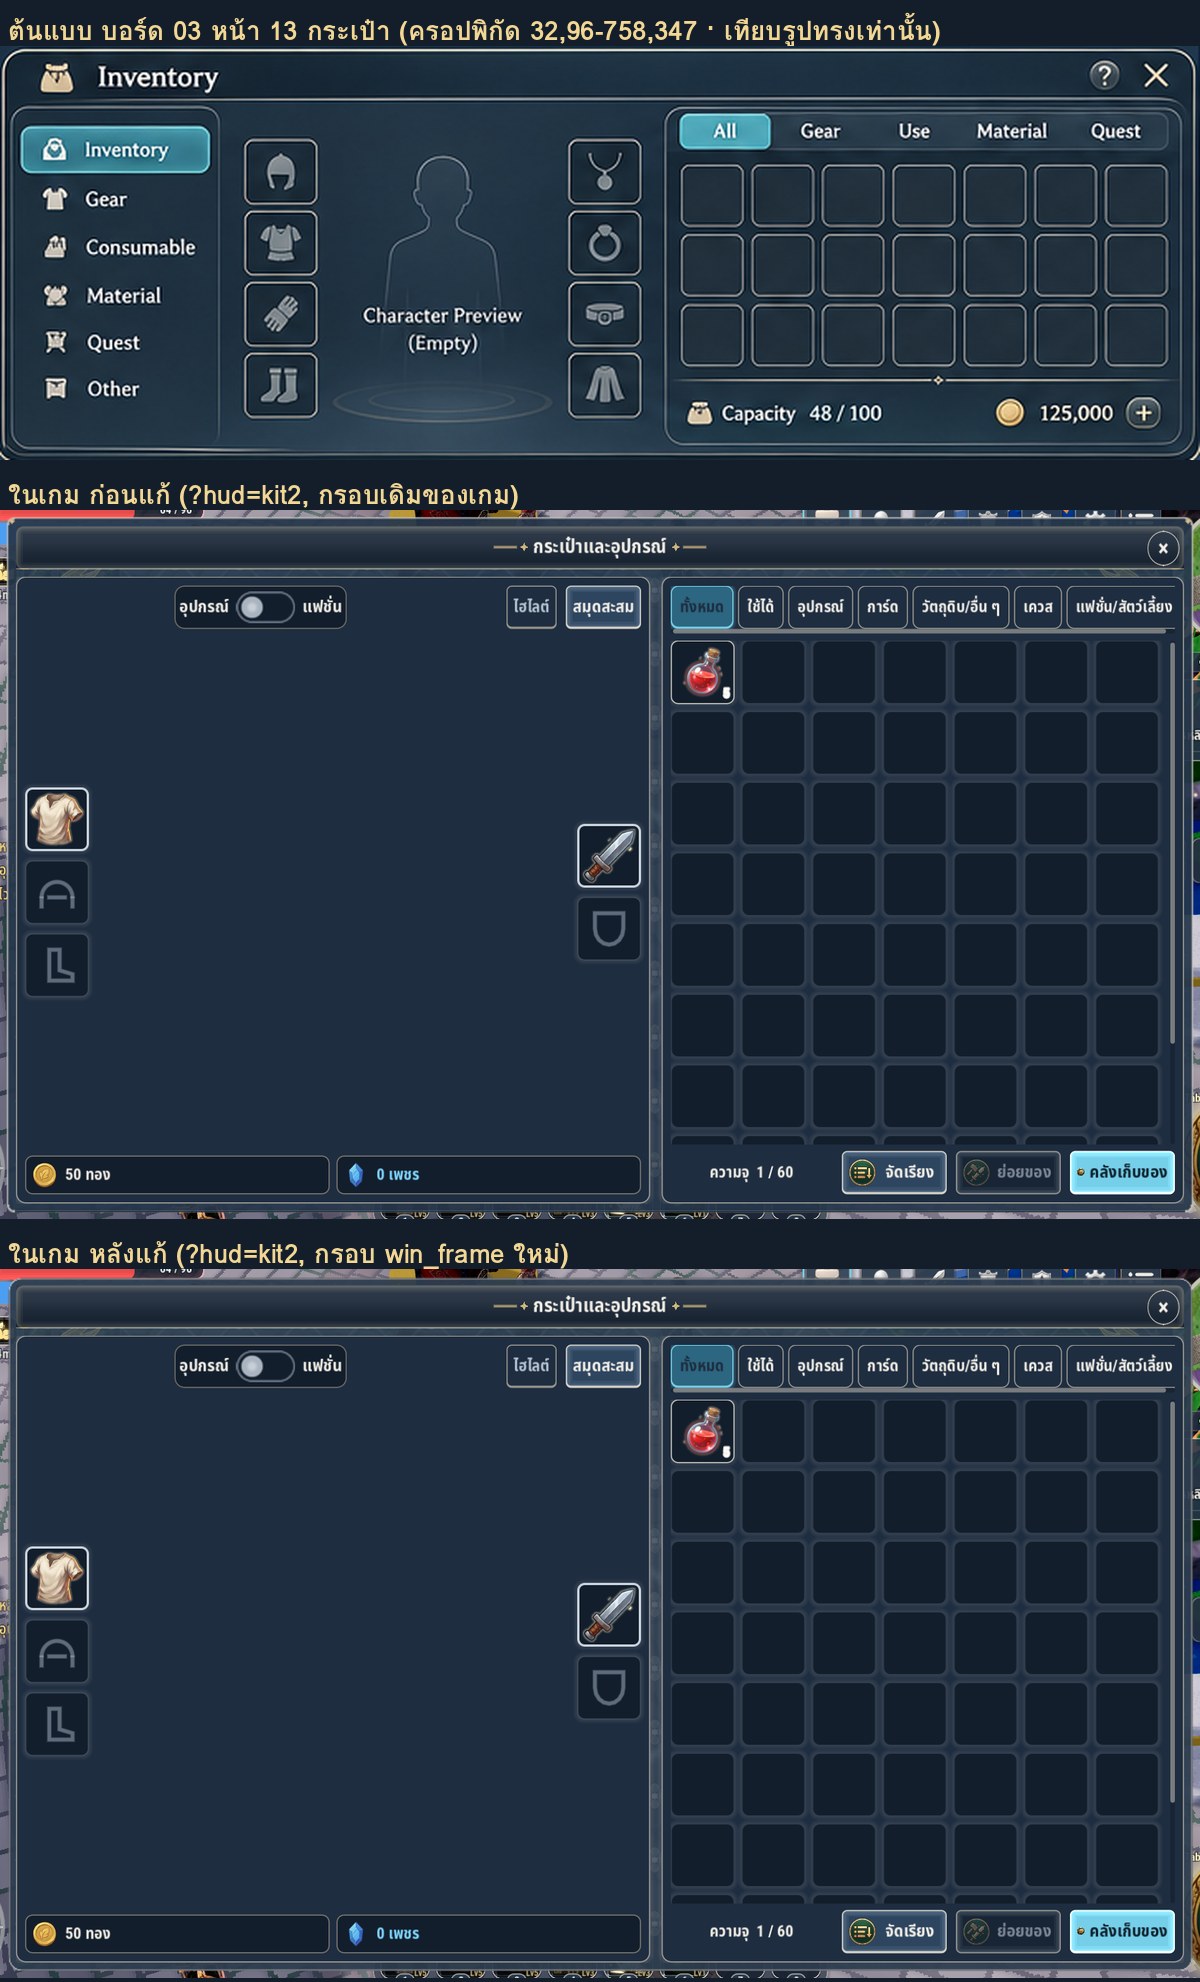 ต้นแบบ บอร์ด 03 หน้า 13 กระเป๋า (ครอปพิกัด 32,96-758,347 · เทียบรูปทรงเท่านั้น)
Inventory
?
Inventory
Gear
Consumable
Material
Quest
Other
Character Preview
(Empty)
All Gear Use Material Quest
Capacity 48 / 100
125,000 +
ในเกม ก่อนแก้ (?hud=kit2, กรอบเดิมของเกม)
กระเป๋าและอุปกรณ์
อุปกรณ์ แฟชั่น ไฮไลต์ สมุดสะสม
ทั้งหมด ใช้ได้ อุปกรณ์ การ์ด วัตถุดิบ/อื่น ๆ เควส แฟชั่น/สัตว์เลี้ยง
50 ทอง 0 เพชร
ความจุ 1 / 60 จัดเรียง ย่อยของ คลังเก็บของ
ในเกม หลังแก้ (?hud=kit2, กรอบ win_frame ใหม่)
กระเป๋าและอุปกรณ์
อุปกรณ์ แฟชั่น ไฮไลต์ สมุดสะสม
ทั้งหมด ใช้ได้ อุปกรณ์ การ์ด วัตถุดิบ/อื่น ๆ เควส แฟชั่น/สัตว์เลี้ยง
50 ทอง 0 เพชร
ความจุ 1 / 60 จัดเรียง ย่อยของ คลังเก็บของ